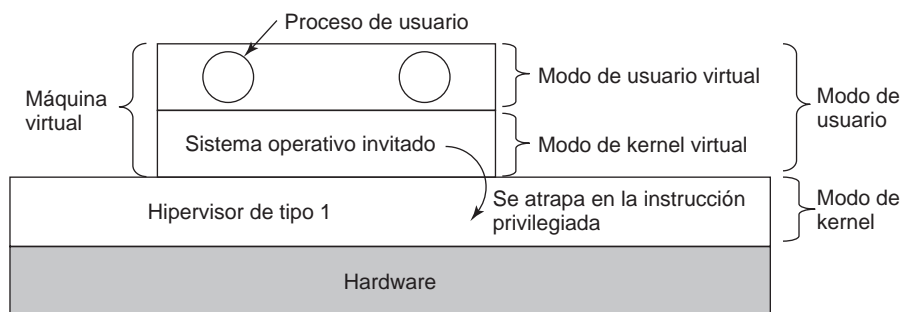 Proceso de usuario
Máquina
virtual
Modo de usuario virtual
Modo de
usuario
Sistema operativo invitado
Modo de kernel virtual
Hipervisor de tipo 1
Se atrapa en la instrucción
privilegiada
Modo de
kernel
Hardware